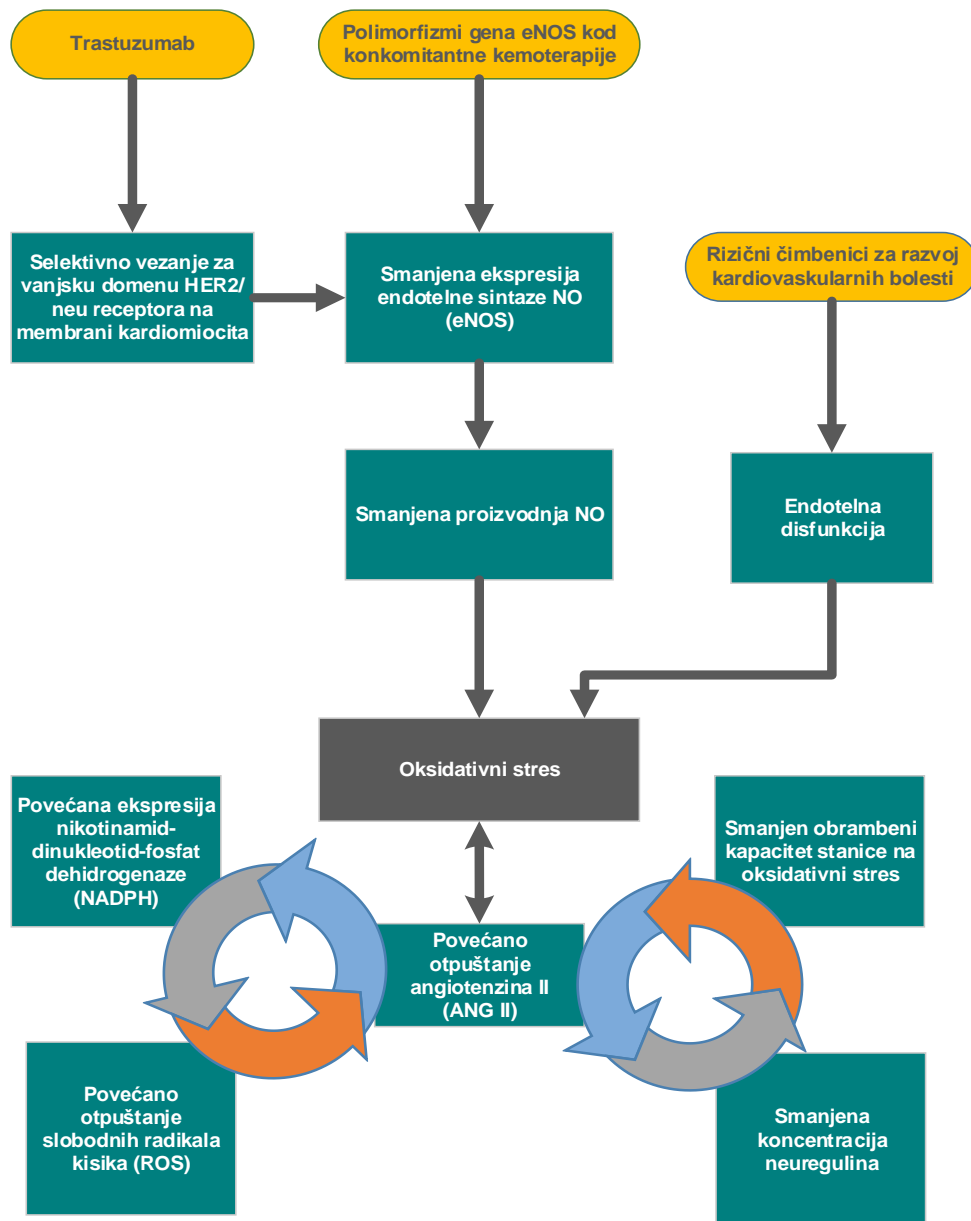 Trastuzumab
Polimorfizmi gena eNOS kod
konkomitantne kemoterapije
Selektivno vezanje za
vanjsku domenu HER2/
neu receptora na
membrani kardiomiocita
Smanjena ekspresija
endotelne sintaze NO
(eNOS)
Rizični čimbenici za razvoj
kardiovaskularnih bolesti
Smanjena proizvodnja NO
Endotelna
disfunkcija
Oksidativni stres
Povećana ekspresija
nikotinamid-
dinukleotid-fosfat
dehidrogenaze
(NADPH)
Smanjen obrambeni
kapacitet stanice na
oksidativni stres
Povećano
otpuštanje
angiotenzina II
(ANG II)
Povećano
otpuštanje
slobodnih radikala
kisika (ROS)
Smanjena
koncentracija
neuregulina